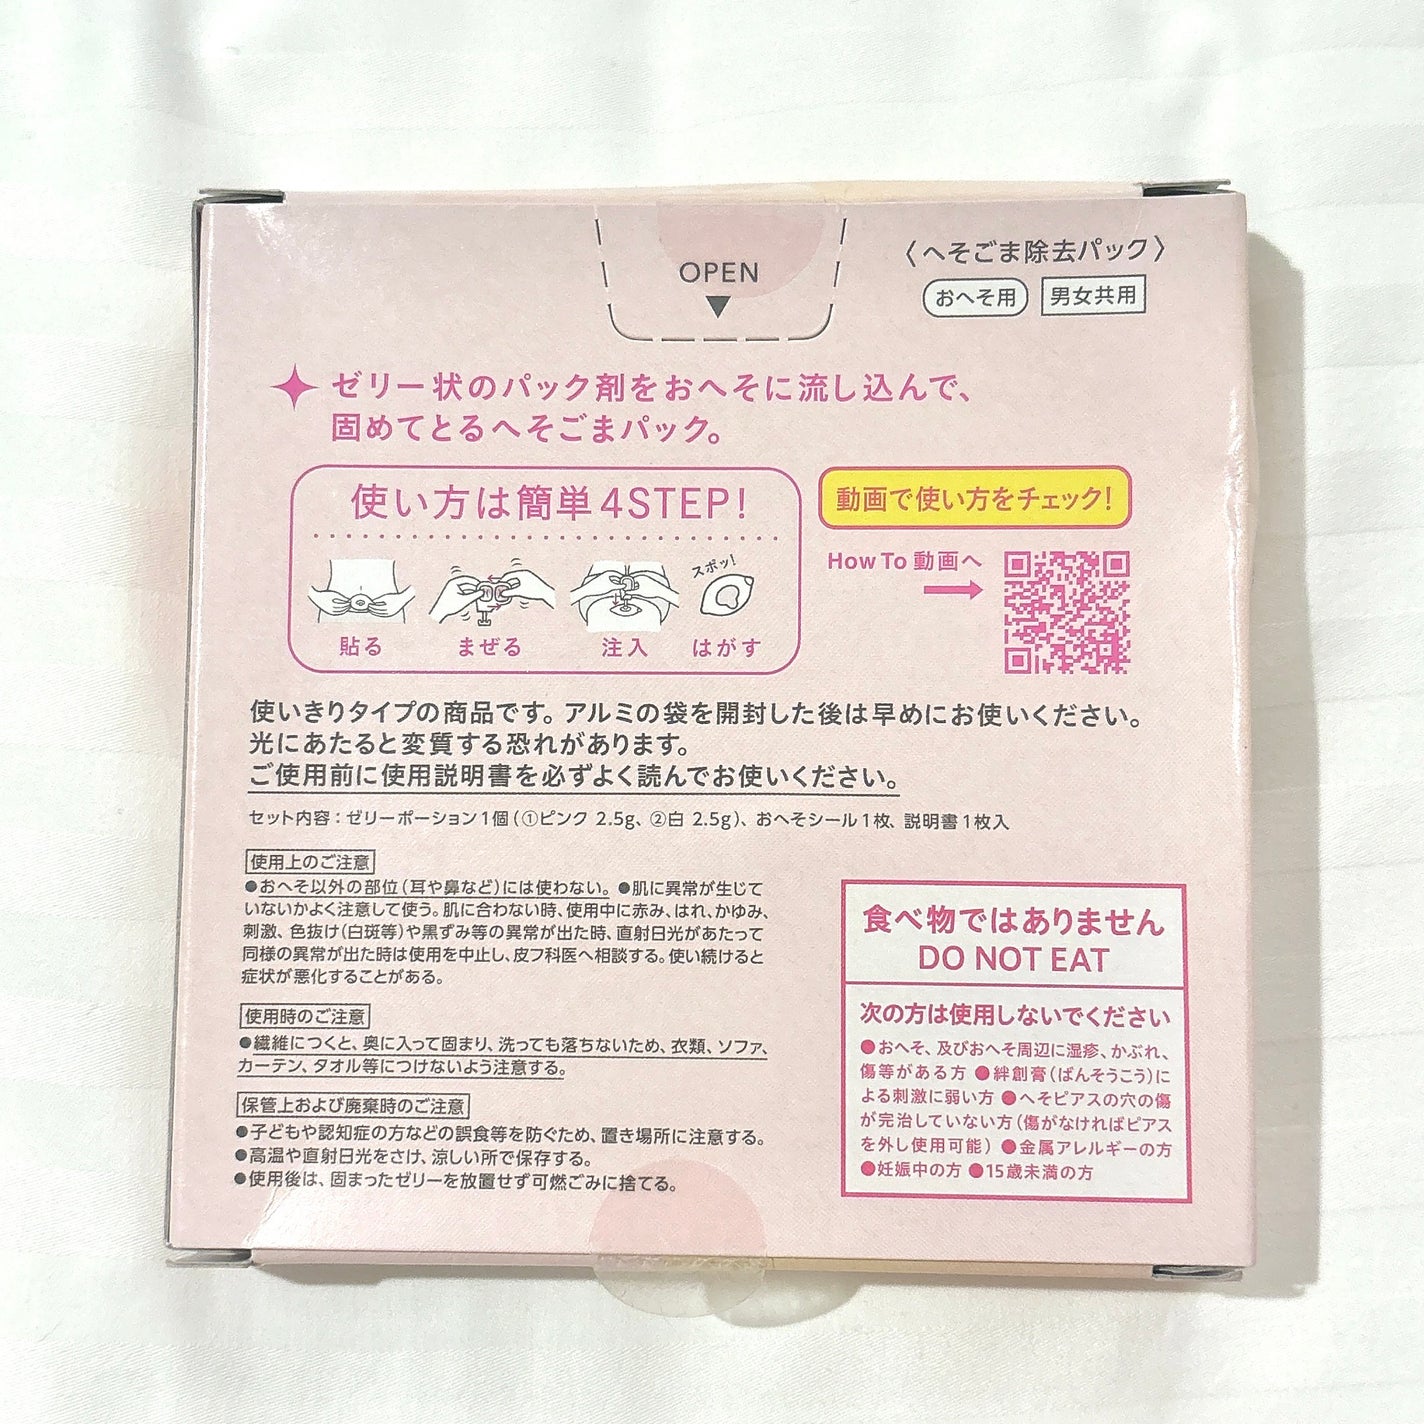 OPEN
〈へそごま除去パック〉
おへそ用 男女共用
ゼリー状のパック剤をおへそに流し込んで、
固めてとるへそごまパック。
使い方は簡単4STEP!
スポッ!
貼る まぜる 注入 はがす
動画で使い方をチェック!
How To 動画へ
使いきりタイプの商品です。アルミの袋を開封した後は早めにお使いください。
光にあたると変質する恐れがあります。
ご使用前に使用説明書を必ずよく読んでお使いください。
セット内容：ゼリーポーション1個（①ピンク 2.5g、②白 2.5g）、おへそシール1枚、説明書1枚入
使用上のご注意
●おへそ以外の部位（耳や鼻など）には使わない。●肌に異常が生じて
いないかよく注意して使う。肌に合わない時、使用中に赤み、はれ、かゆみ、
刺激、色抜け（白斑等）や黒ずみ等の異常が出た時、直射日光があたって
同様の異常が出た時は使用を中止し、皮フ科医へ相談する。使い続けると
症状が悪化することがある。
使用時のご注意
●繊維につくと、奥に入って固まり、洗っても落ちないため、衣類、ソファ、
カーテン、タオル等につけないよう注意する。
保管上および廃棄時のご注意
●子どもや認知症の方などの誤食等を防ぐため、置き場所に注意する。
●高温や直射日光をさけ、涼しい所で保存する。
●使用後は、固まったゼリーを放置せず可燃ごみに捨てる。
食べ物ではありません
DO NOT EAT
次の方は使用しないでください
●おへそ、及びおへそ周辺に湿疹、かぶれ、
傷等がある方 ●絆創膏（ばんそうこう）に
よる刺激に弱い方 ●へそピアスの穴の傷
が完治していない方（傷がなければピアス
を外し使用可能）●金属アレルギーの方
●妊娠中の方 ●15歳未満の方